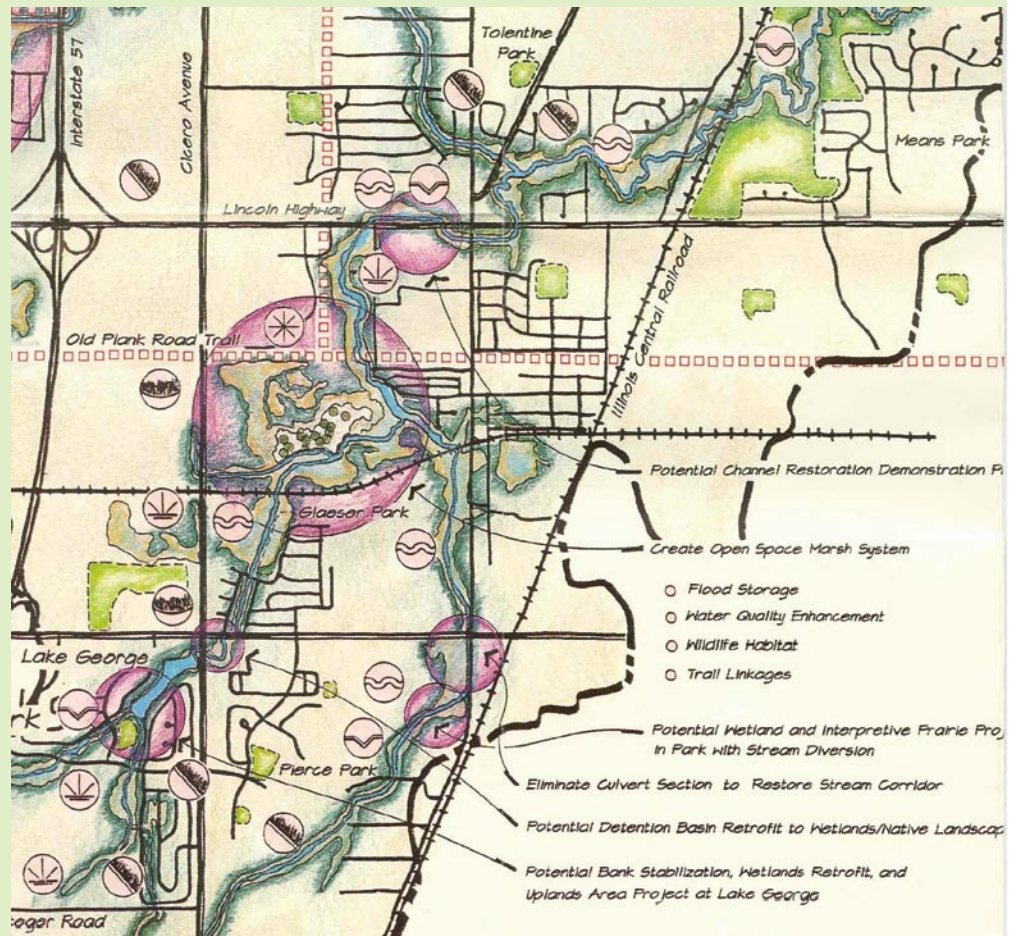 Tolentine
Park
Interstate 57
Cicero Avenue
Means Park
Lincoln Highway
Illinois Central Railroad
Old Plank Road Trail
Potential Channel Restoration Demonstration
Glaeser Park
Create Open Space Marsh System
Flood Storage
Water Quality Enhancement
Wildlife Habitat
Trail Linkages
Lake George
Potential Wetland and Interpretive Prairie
in Park with Stream Diversion
Pierce Park
Eliminate Culvert Section to Restore Stream Corridor
Potential Detention Basin Retrofit to Wetlands/Native
Potential Bank Stabilization, Wetlands Retrofit, and
Uplands Area Project at Lake George
Road